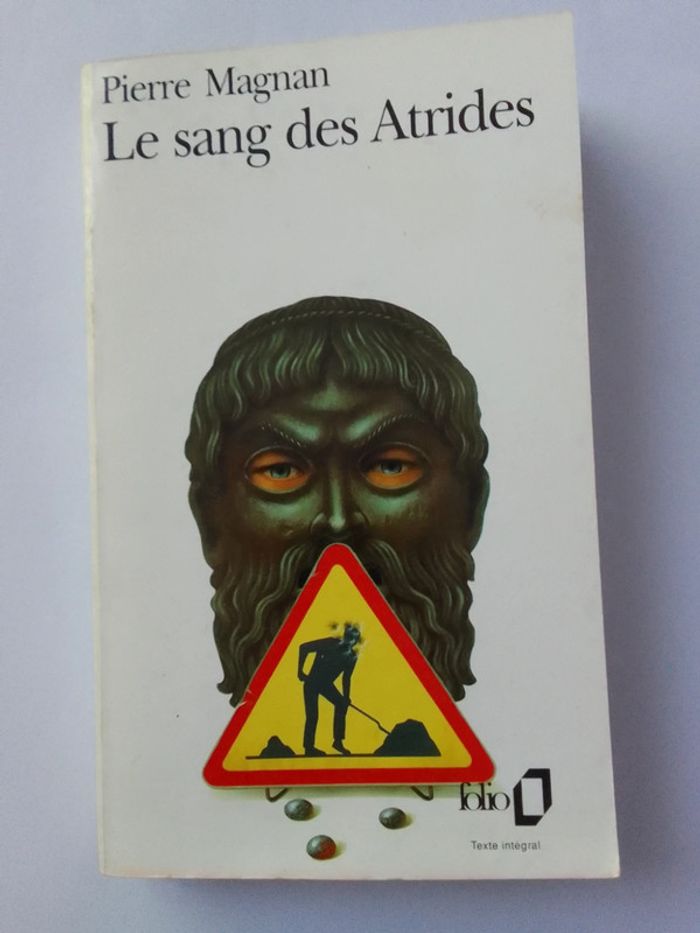 Pierre Magnan
Le sang des Atrides
folio
Texte intégral